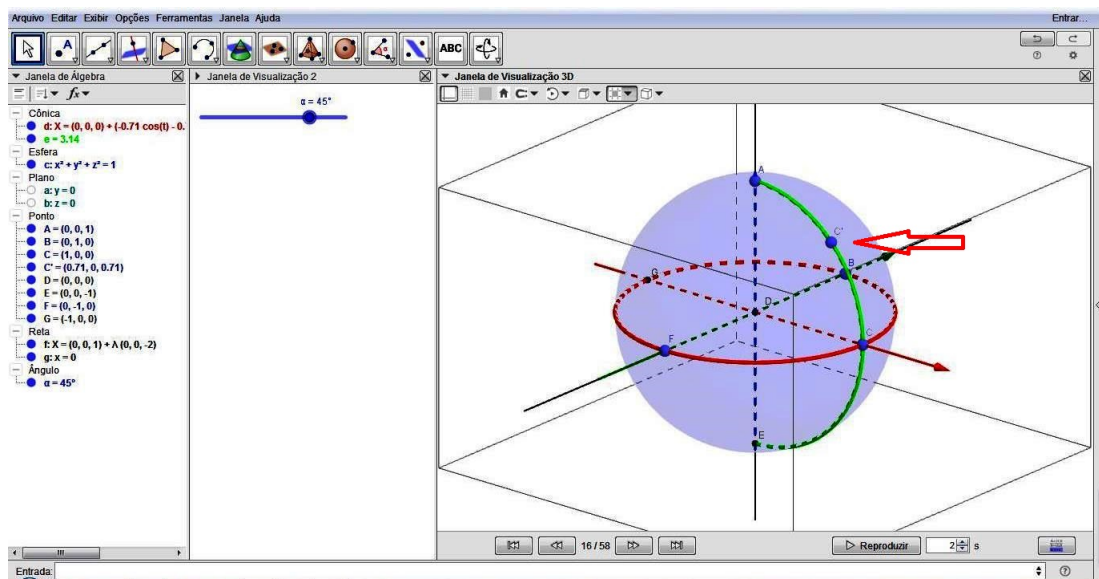 Arquivo Editar Exibir Opções Ferramentas Janela Ajuda
Entrar...
ABC
Janela de Álgebra
Janela de Visualização 2
Janela de Visualização 3D
fx
α = 45°
Cônica
d: X = (0, 0, 0) + (-0.71 cos(t) - 0.
e = 3.14
Esfera
c: x² + y² + z² = 1
Plano
a: y = 0
b: z = 0
Ponto
A = (0, 0, 1)
B = (0, 1, 0)
C = (1, 0, 0)
C' = (0.71, 0, 0.71)
D = (0, 0, 0)
E = (0, 0, -1)
F = (0, -1, 0)
G = (-1, 0, 0)
Reta
f: X = (0, 0, 1) + λ (0, 0, -2)
g: x = 0
Ângulo
α = 45°
A
C'
B
G
D
F
C
E
16 / 58
Reproduzir
2 s
Entrada: